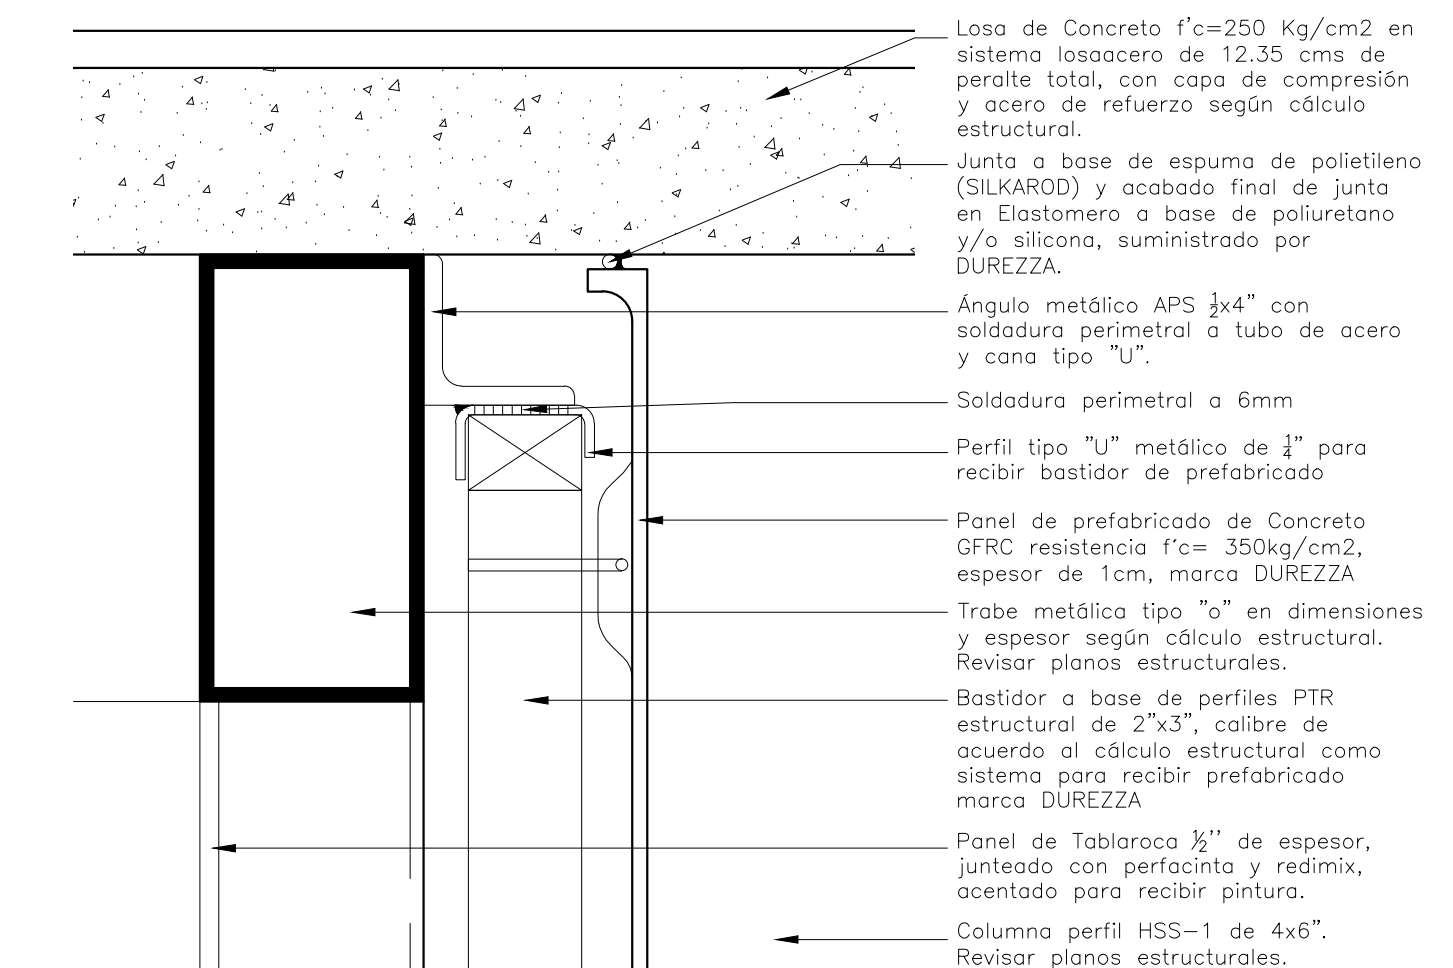 Losa de Concreto f'c=250 Kg/cm2 en
sistema losaacero de 12.35 cms de
peralte total, con capa de compresión
y acero de refuerzo según cálculo
estructural.
Junta a base de espuma de polietileno
(SILKAROD) y acabado final de junta
en Elastomero a base de poliuretano
y/o silicona, suministrado por
DUREZZA.
Ángulo metálico APS ½x4" con
soldadura perimetral a tubo de acero
y cana tipo "U".
Soldadura perimetral a 6mm
Perfil tipo "U" metálico de ¼" para
recibir bastidor de prefabricado
Panel de prefabricado de Concreto
GFRC resistencia f´c= 350kg/cm2,
espesor de 1cm, marca DUREZZA
Trabe metálica tipo "o" en dimensiones
y espesor según cálculo estructural.
Revisar planos estructurales.
Bastidor a base de perfiles PTR
estructural de 2"x3", calibre de
acuerdo al cálculo estructural como
sistema para recibir prefabricado
marca DUREZZA
Panel de Tablaroca ½'' de espesor,
junteado con perfacinta y redimix,
acentado para recibir pintura.
Columna perfil HSS-1 de 4x6".
Revisar planos estructurales.